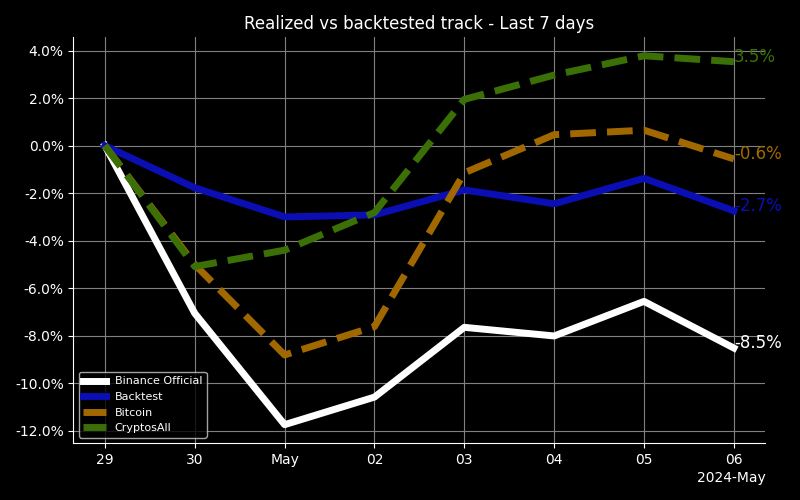 Realized vs backtested track - Last 7 days
4.0%
2.0%
0.0%
-2.0%
-4.0%
-6.0%
-8.0%
-10.0%
-12.0%
3.5%
-0.6%
-2.7%
-8.5%
Binance Official
Backtest
Bitcoin
CryptosAll
29 30 May 02 03 04 05 06
2024-May